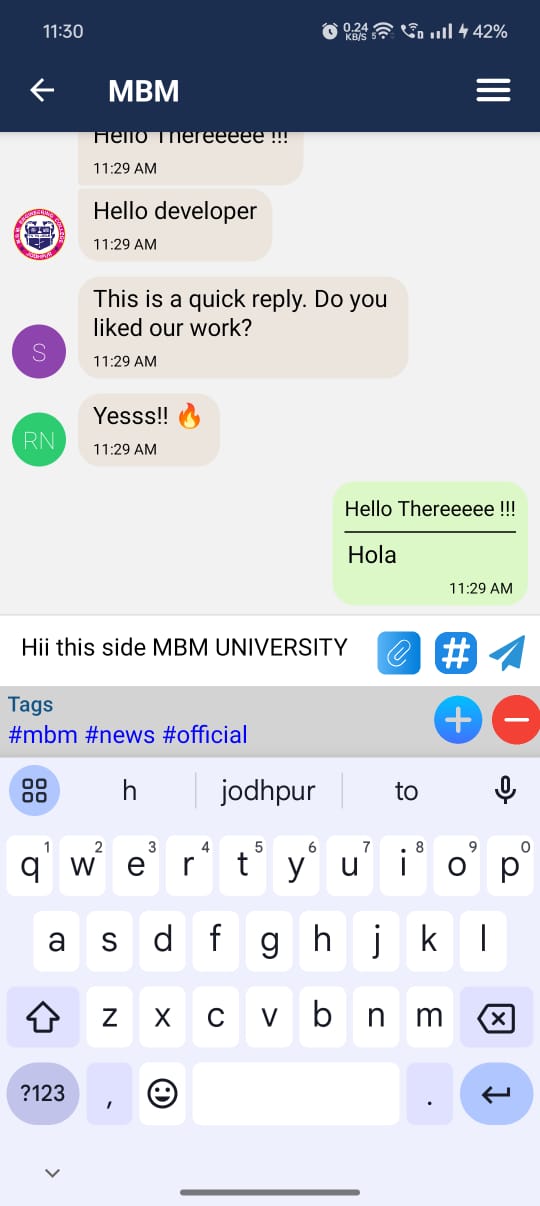 11:30 0.24 KB/S 5 42%
MBM
Hello Thereeeee !!!
11:29 AM
Hello developer
11:29 AM
This is a quick reply. Do you
liked our work?
11:29 AM
S
Yesss!! 🔥
11:29 AM
RN
Hello Thereeeee !!!
Hola
11:29 AM
Hii this side MBM UNIVERSITY #
Tags
#mbm #news #official
h jodhpur to
q1 w2 e3 r4 t5 y6 u7 i8 o9 p0
a s d f g h j k l
z x c v b n m
?123 , .